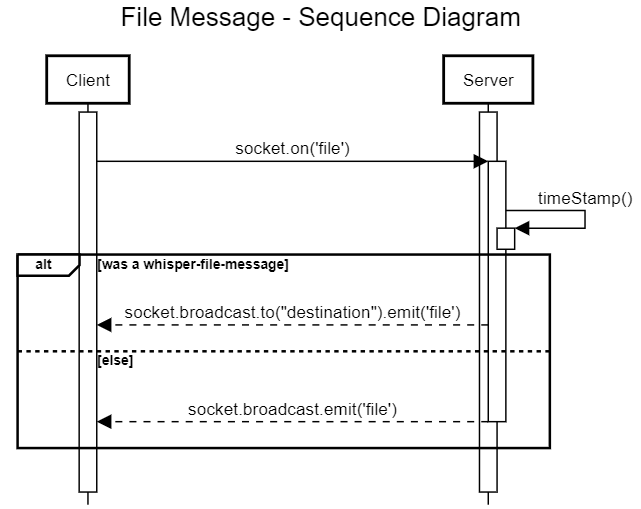 File Message - Sequence Diagram
Client
Server
socket.on('file')
timeStamp()
alt
[was a whisper-file-message]
socket.broadcast.to("destination").emit('file')
[else]
socket.broadcast.emit('file')